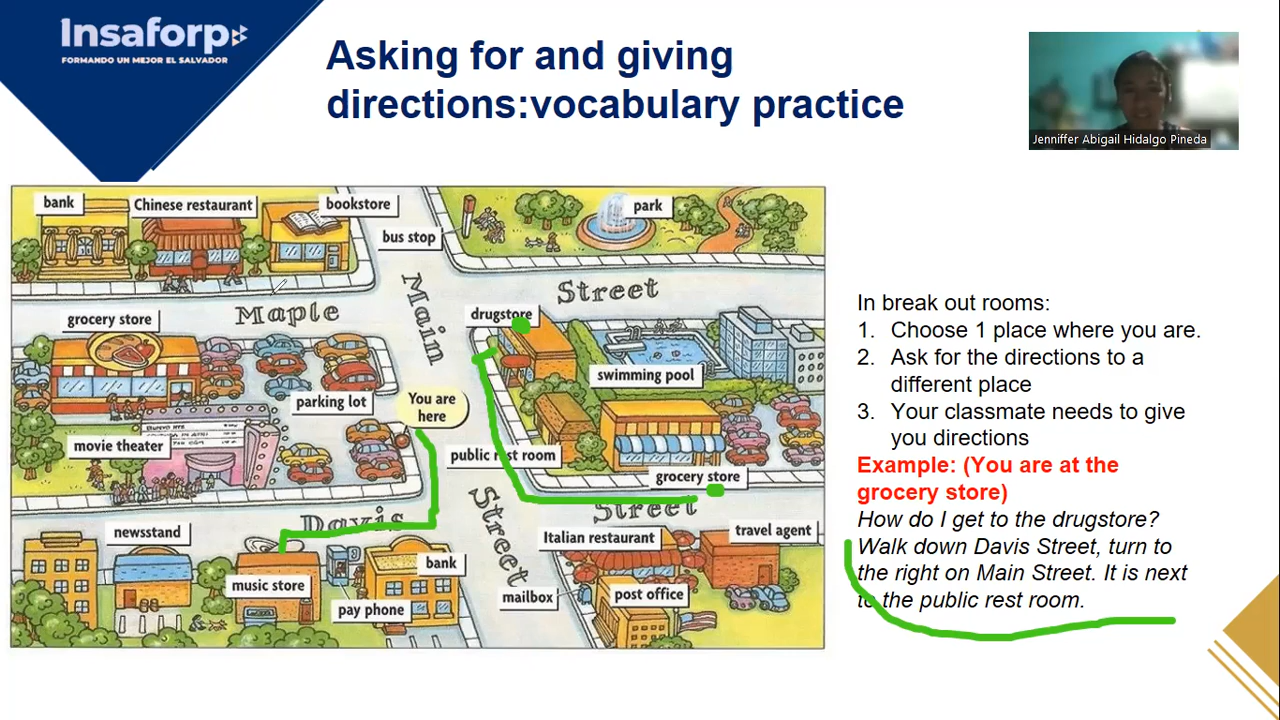 Insaforp
FORMANDO UN MEJOR EL SALVADOR
Asking for and giving
directions:vocabulary practice
Jenniffer Abigail Hidalgo Pineda
bank
Chinese restaurant
bookstore
bus stop
park
Maple
Main
Street
grocery store
drugstore
parking lot
You are
here
swimming pool
movie theater
public rest room
grocery store
Davis
Street
Street
newsstand
Italian restaurant
travel agent
music store
bank
pay phone
mailbox
post office
In break out rooms:
1. Choose 1 place where you are.
2. Ask for the directions to a
different place
3. Your classmate needs to give
you directions
Example: (You are at the
grocery store)
How do I get to the drugstore?
Walk down Davis Street, turn to
the right on Main Street. It is next
to the public rest room.